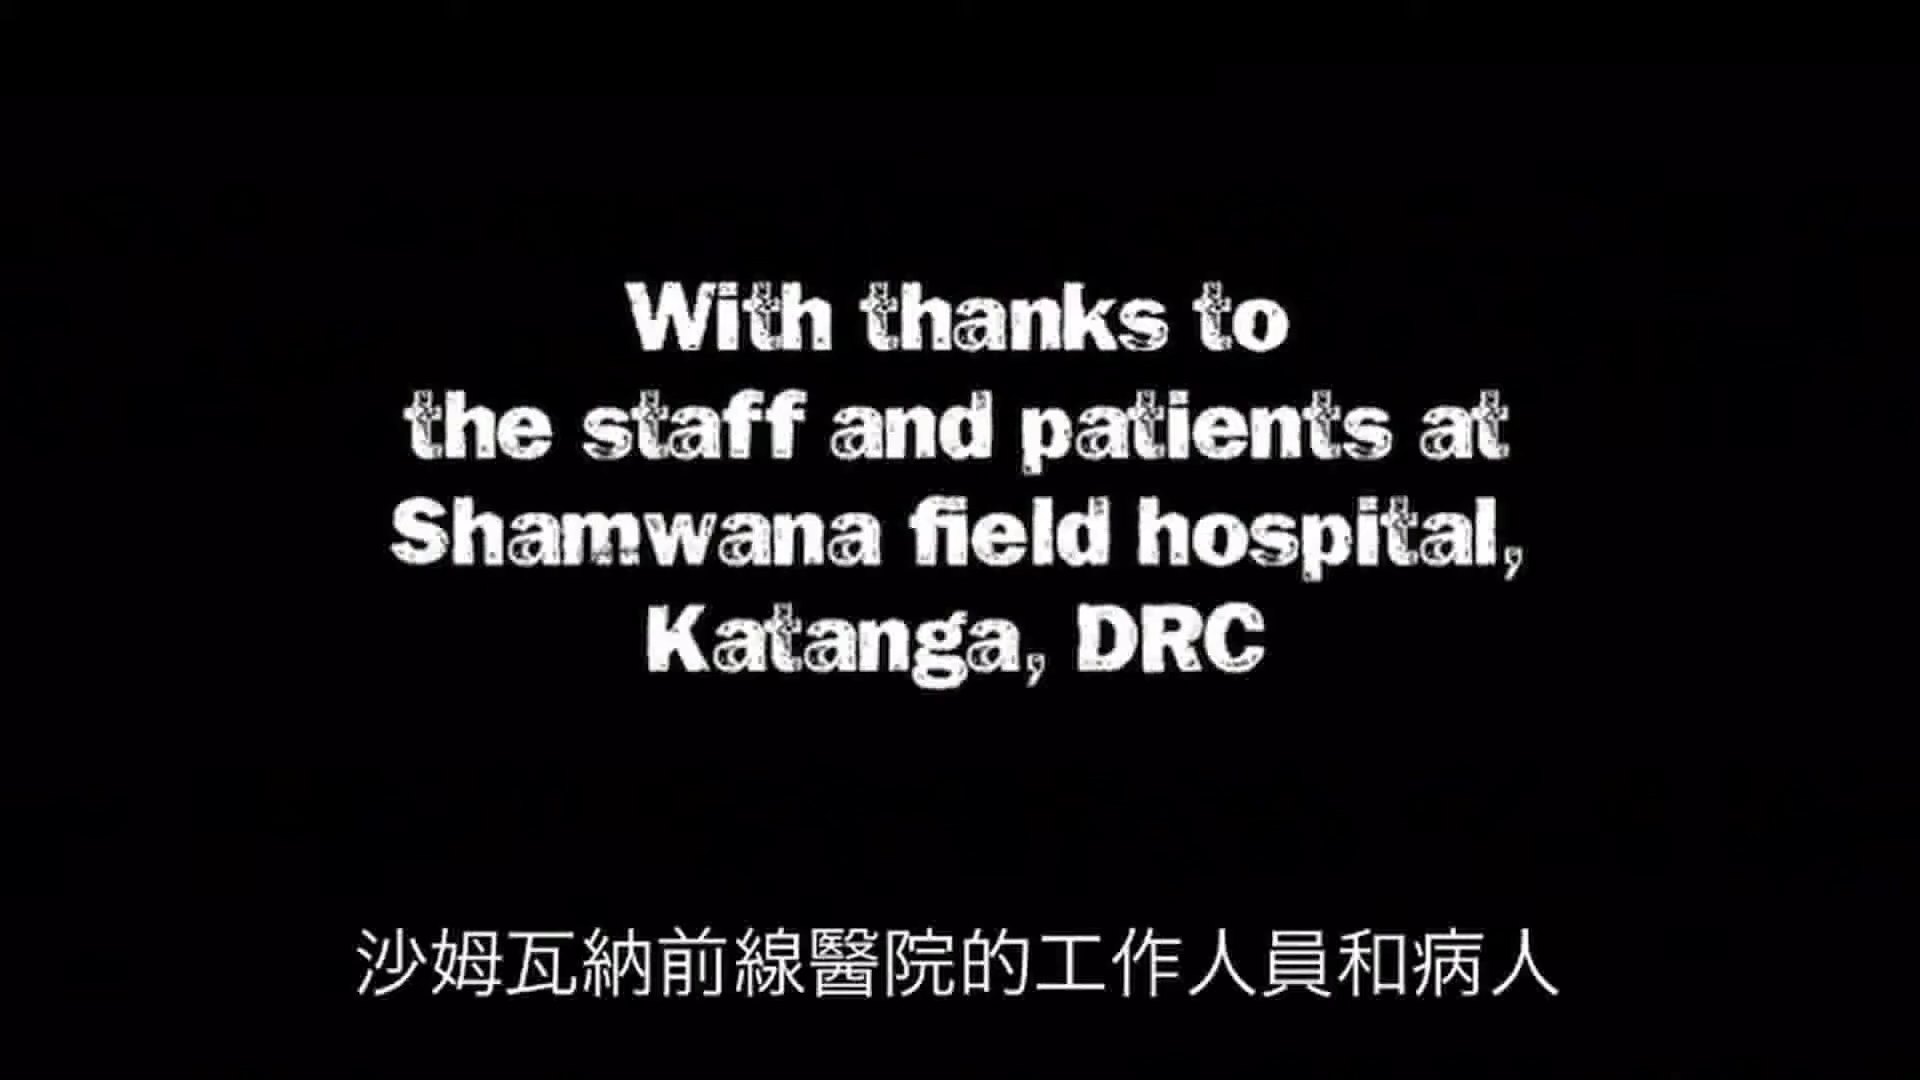 With thanks to
the staff and patients at
Shamwana field hospital,
Katanga, DRC
沙姆瓦納前線醫院的工作人員和病人